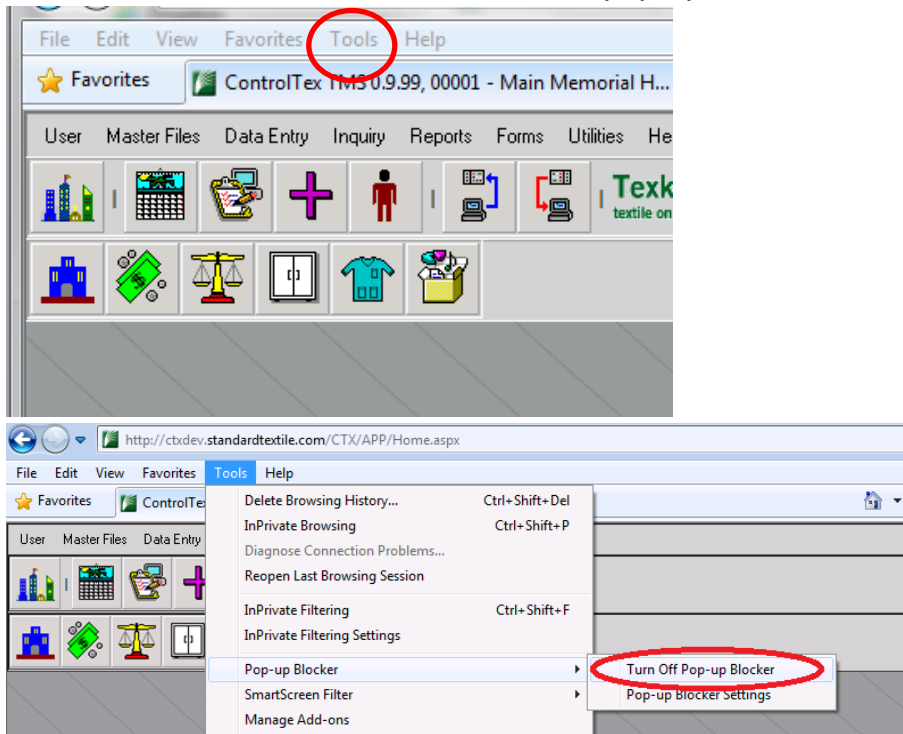 File Edit View Favorites Tools Help
Favorites ControlTex TMS 0.9.99, 00001 - Main Memorial H...
User Master Files Data Entry Inquiry Reports Forms Utilities He
Texk
textile on
http://ctxdev.standardtextile.com/CTX/APP/Home.aspx
File Edit View Favorites Tools Help
Favorites ControlTe
Delete Browsing History... Ctrl+Shift+Del
InPrivate Browsing Ctrl+Shift+P
User Master Files Data Entry
Diagnose Connection Problems...
Reopen Last Browsing Session
InPrivate Filtering Ctrl+Shift+F
InPrivate Filtering Settings
Pop-up Blocker Turn Off Pop-up Blocker
SmartScreen Filter Pop-up Blocker Settings
Manage Add-ons